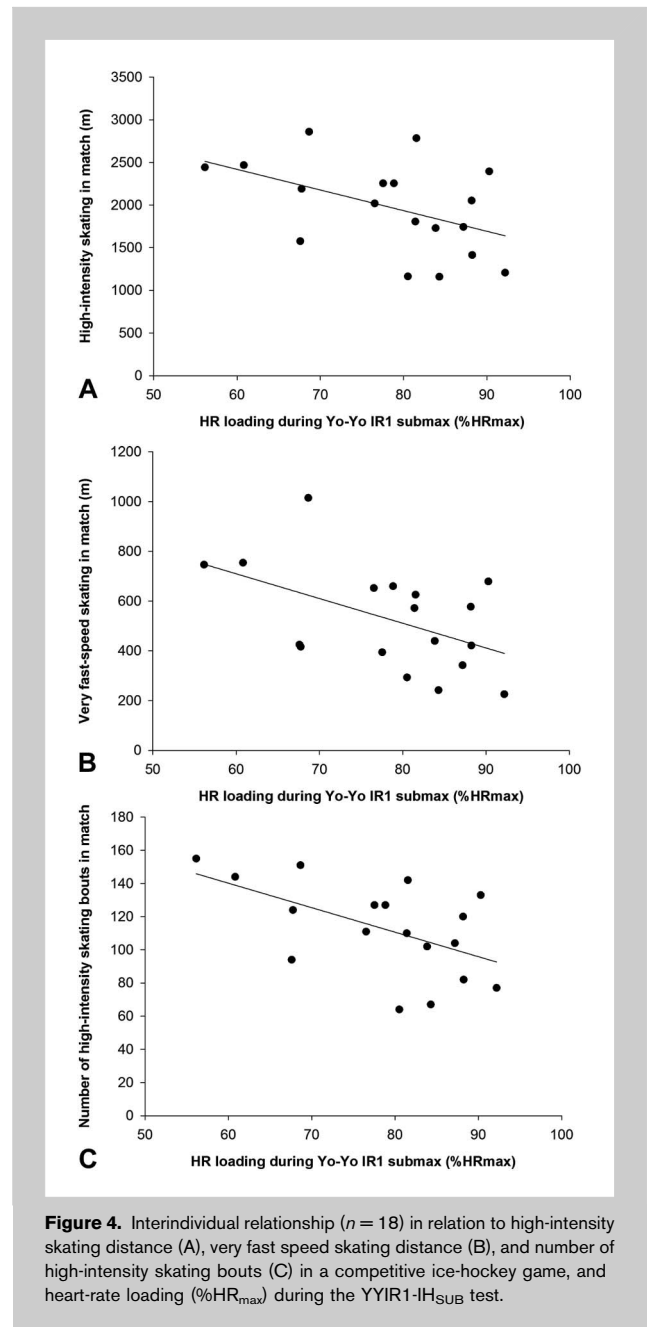 3500
3000
2500
2000
1500
1000
500
0
High-intensity skating in match (m)
50 60 70 80 90 100
A
HR loading during Yo-Yo IR1 submax (%HRmax)
1200
1000
800
600
400
200
0
Very fast-speed skating in match (m)
50 60 70 80 90 100
B
HR loading during Yo-Yo IR1 submax (%HRmax)
180
160
140
120
100
80
60
40
20
0
Number of high-intensity skating bouts in match
50 60 70 80 90 100
C
HR loading during Yo-Yo IR1 submax (%HRmax)
Figure 4. Interindividual relationship (n = 18) in relation to high-intensity
skating distance (A), very fast speed skating distance (B), and number of
high-intensity skating bouts (C) in a competitive ice-hockey game, and
heart-rate loading (%HRmax) during the YYIR1-IHSUB test.